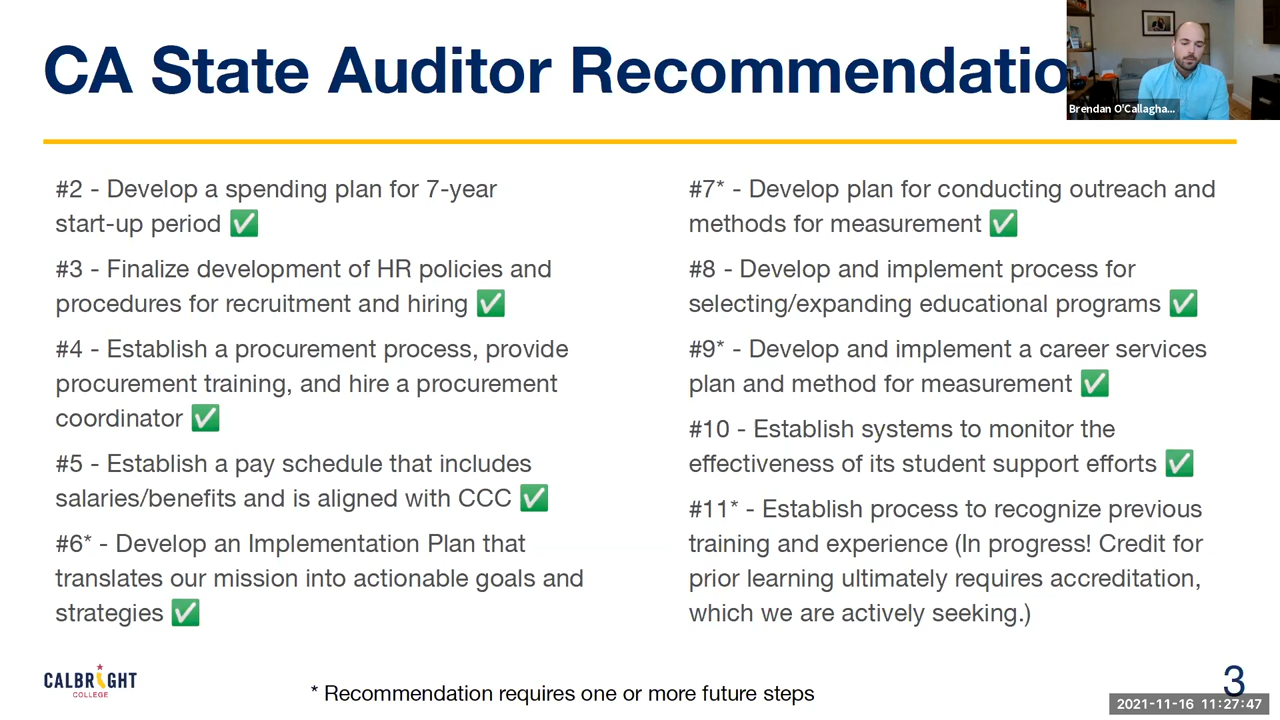 CA State Auditor Recommendatio
Brendan O'Callagha...
#2 - Develop a spending plan for 7-year
start-up period ✅
#3 - Finalize development of HR policies and
procedures for recruitment and hiring ✅
#4 - Establish a procurement process, provide
procurement training, and hire a procurement
coordinator ✅
#5 - Establish a pay schedule that includes
salaries/benefits and is aligned with CCC ✅
#6* - Develop an Implementation Plan that
translates our mission into actionable goals and
strategies ✅
#7* - Develop plan for conducting outreach and
methods for measurement ✅
#8 - Develop and implement process for
selecting/expanding educational programs ✅
#9* - Develop and implement a career services
plan and method for measurement ✅
#10 - Establish systems to monitor the
effectiveness of its student support efforts ✅
#11* - Establish process to recognize previous
training and experience (In progress! Credit for
prior learning ultimately requires accreditation,
which we are actively seeking.)
CALBRIGHT
COLLEGE
* Recommendation requires one or more future steps
3
2021-11-16 11:27:47